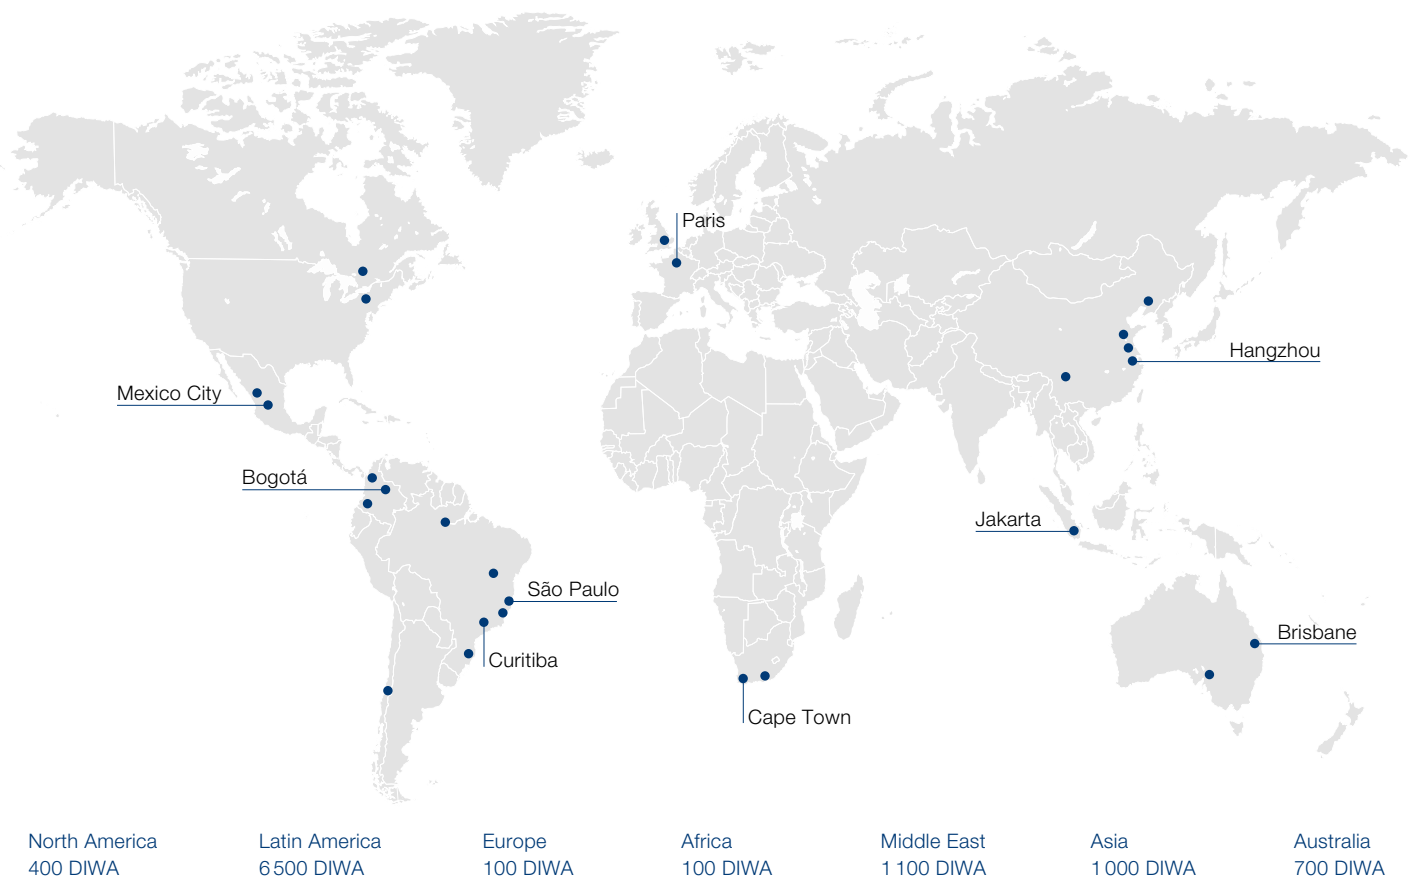 Paris
Hangzhou
Mexico City
Bogotá
Jakarta
São Paulo
Brisbane
Curitiba
Cape Town
North America
400 DIWA
Latin America
6 500 DIWA
Europe
100 DIWA
Africa
100 DIWA
Middle East
1 100 DIWA
Asia
1 000 DIWA
Australia
700 DIWA